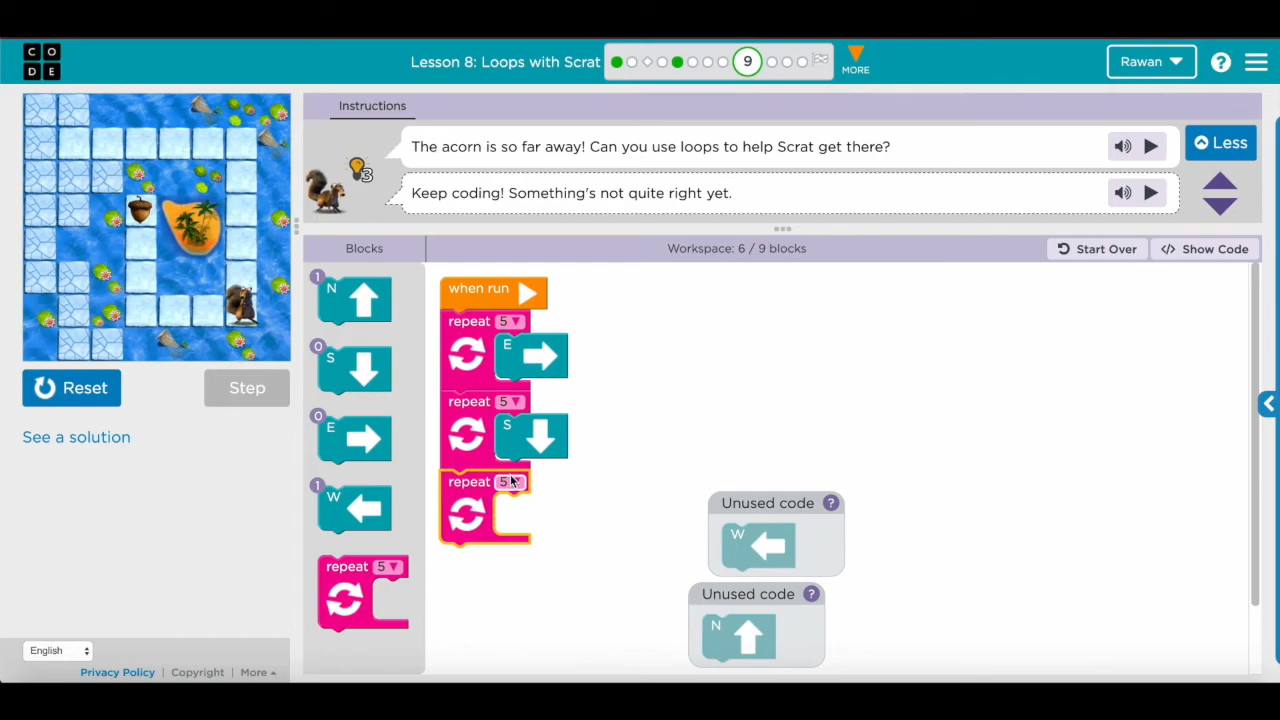 C O
D E
Lesson 8: Loops with Scrat
9
MORE
Rawan
?
Instructions
The acorn is so far away! Can you use loops to help Scrat get there?
Less
3
Keep coding! Something's not quite right yet.
Blocks
Workspace: 6 / 9 blocks
Start Over
</> Show Code
1
N
0
S
0
E
1
W
repeat 5
when run
repeat 5
E
repeat 5
S
repeat 5
Unused code ?
W
Unused code ?
N
Reset
Step
See a solution
English
Privacy Policy | Copyright | More